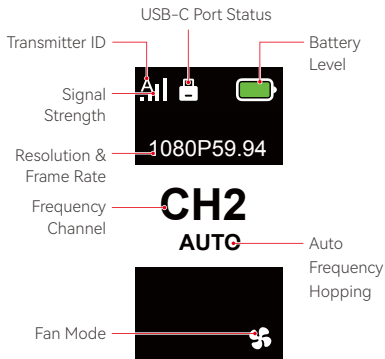 USB-C Port Status
Transmitter ID
Battery
Level
A
Signal
Strength
1080P59.94
Resolution &
Frame Rate
Frequency
Channel
CH2
AUTO
Auto
Frequency
Hopping
Fan Mode